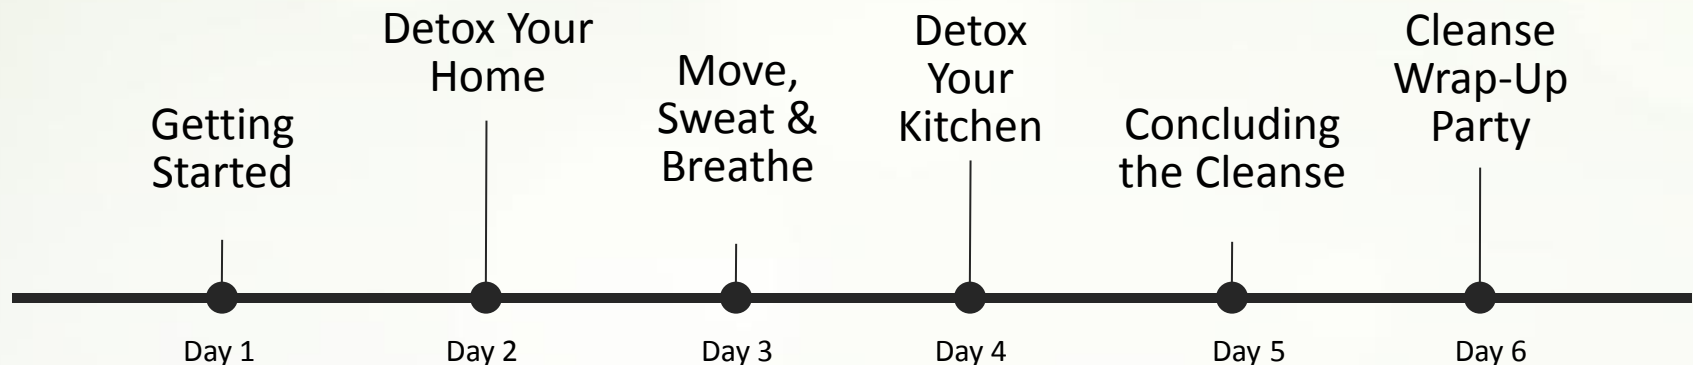 Getting
Started
Detox Your
Home
Move,
Sweat &
Breathe
Detox
Your
Kitchen
Concluding
the Cleanse
Cleanse
Wrap-Up
Party
Day 1
Day 2
Day 3
Day 4
Day 5
Day 6